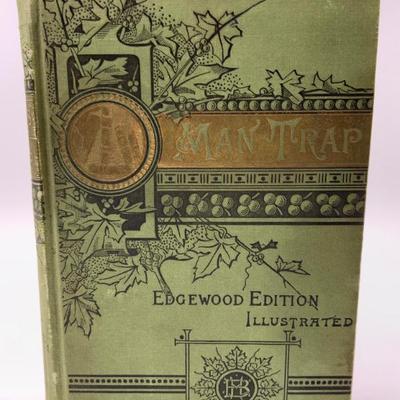 MAN TRAP
EDGEWOOD EDITION
ILLUSTRATED